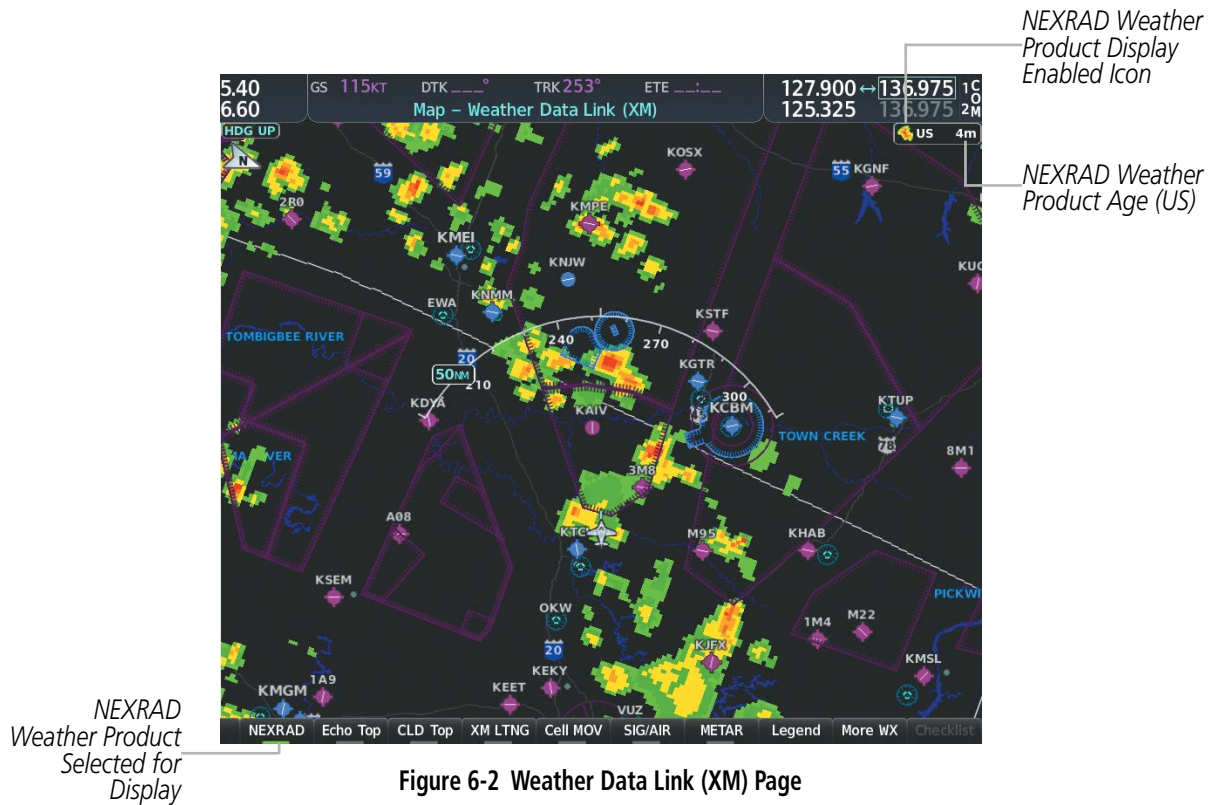 NEXRAD Weather
Product Display
Enabled Icon
5.40 GS 115KT DTK ___° TRK 253° ETE __:__ 127.900 ↔ 136.975 1 C
O
6.60 Map – Weather Data Link (XM) 125.325 136.975 2 M
HDG UP US 4m
N
KOSX
59
55 KGNF
NEXRAD Weather
Product Age (US)
2R0
KMPE
KMEI
KNJW
KUO
EWA KNMM
KSTF
TOMBIGBEE RIVER
240 270
20
KGTR
50NM 210
300
KDYA KAIV KCBM KTUP
TOWN CREEK
78
8M1
3M8
A08
KTC M95 KHAB
KSEM
PICKWI
OKW
1M4 M22
20
KJFX
KMSL
KEKY
1A9
KMGM KEET
VUZ
NEXRAD Echo Top CLD Top XM LTNG Cell MOV SIG/AIR METAR Legend More WX Checklist
NEXRAD
Weather Product
Selected for
Display
Figure 6-2 Weather Data Link (XM) Page